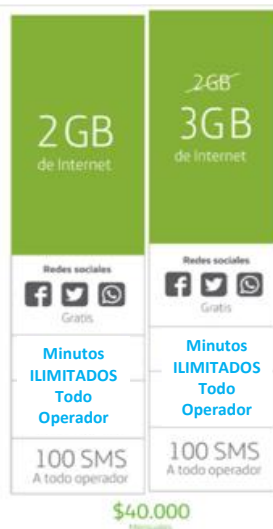 2GB
de Internet
Redes sociales
Gratis
Minutos
ILIMITADOS
Todo
Operador
100 SMS
A todo operador
2GB
3GB
de Internet
Redes sociales
Gratis
Minutos
ILIMITADOS
Todo
Operador
100 SMS
A todo operador
$40.000
Mensuales